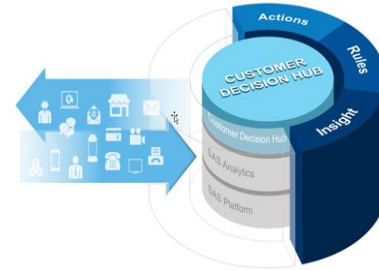 Actions
Rules
Insight
CUSTOMER
DECISION HUB
Customer Decision Hub
SAS Analytics
SAS Platform